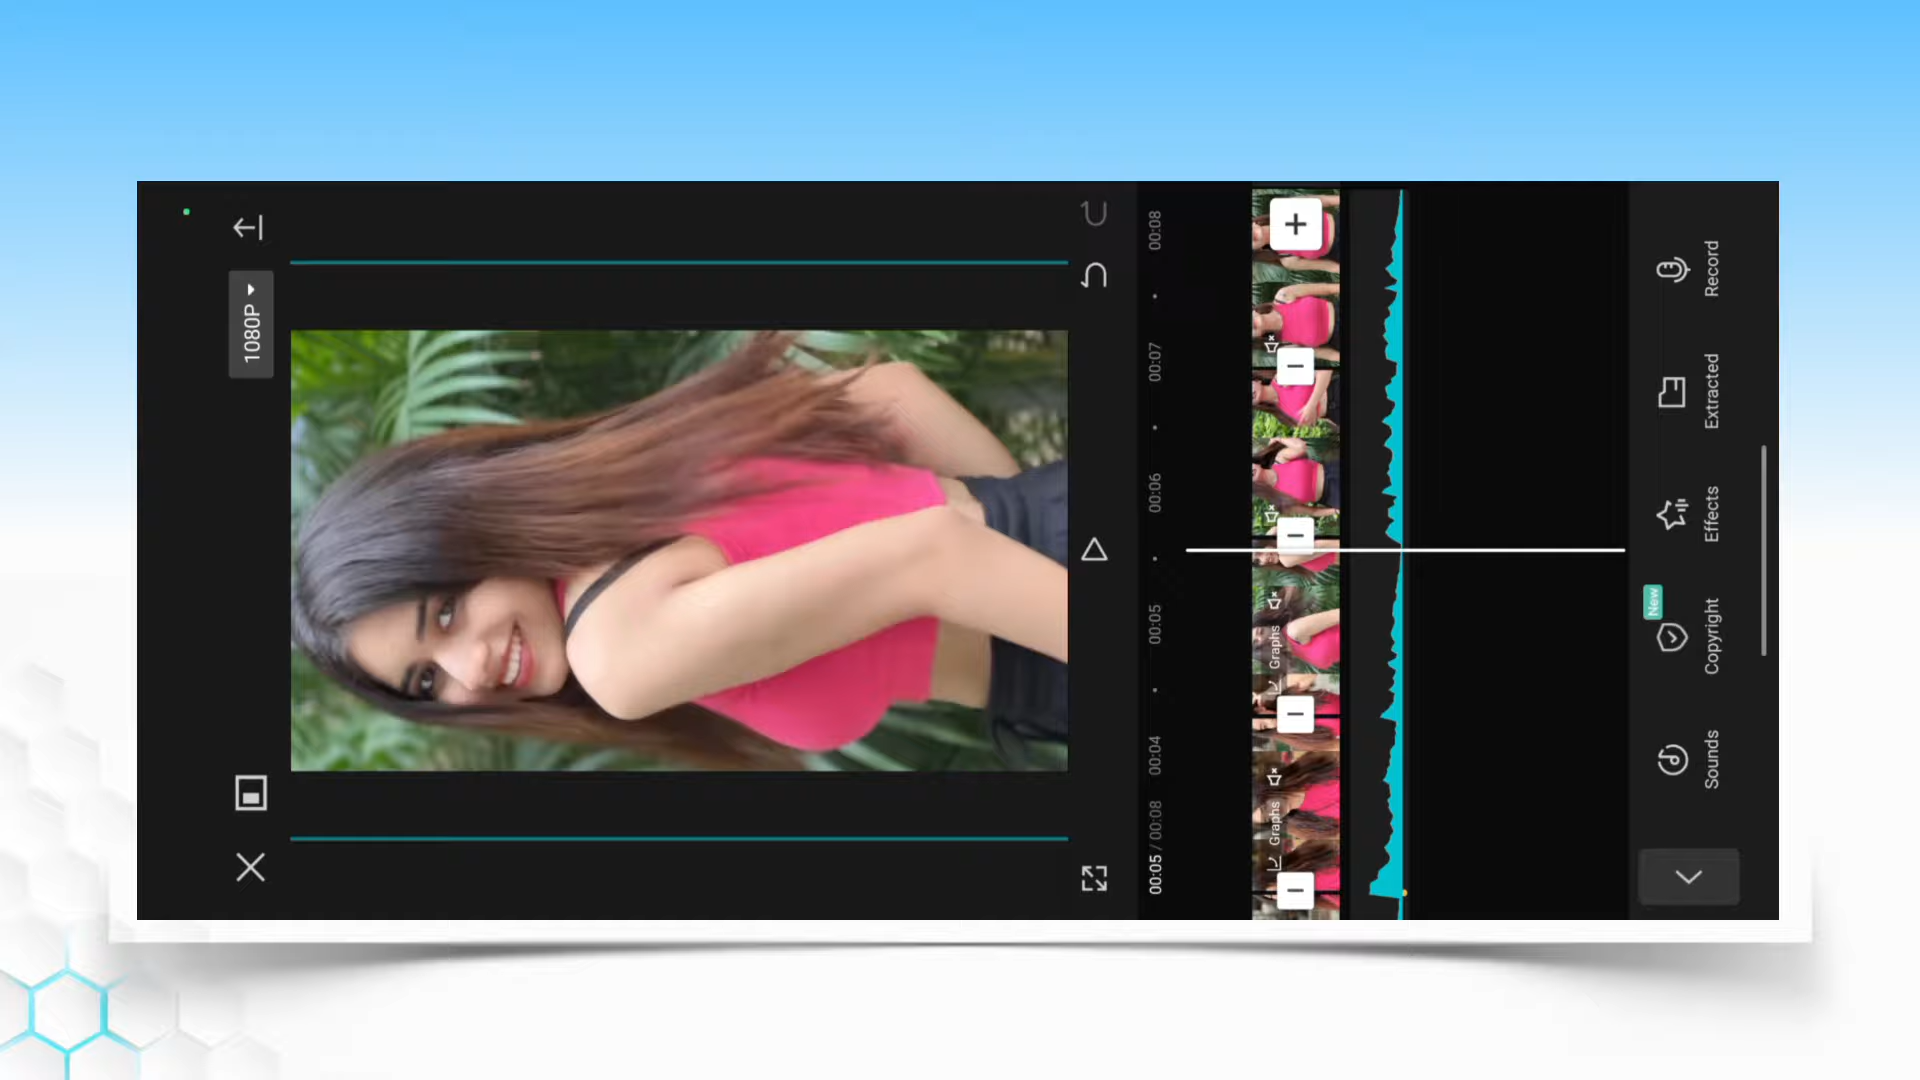 1080P
00:05 / 00:08
00:04
00:05
00:06
00:07
00:08
Graphs
Graphs
Sounds
Copyright
New
Effects
Extracted
Record